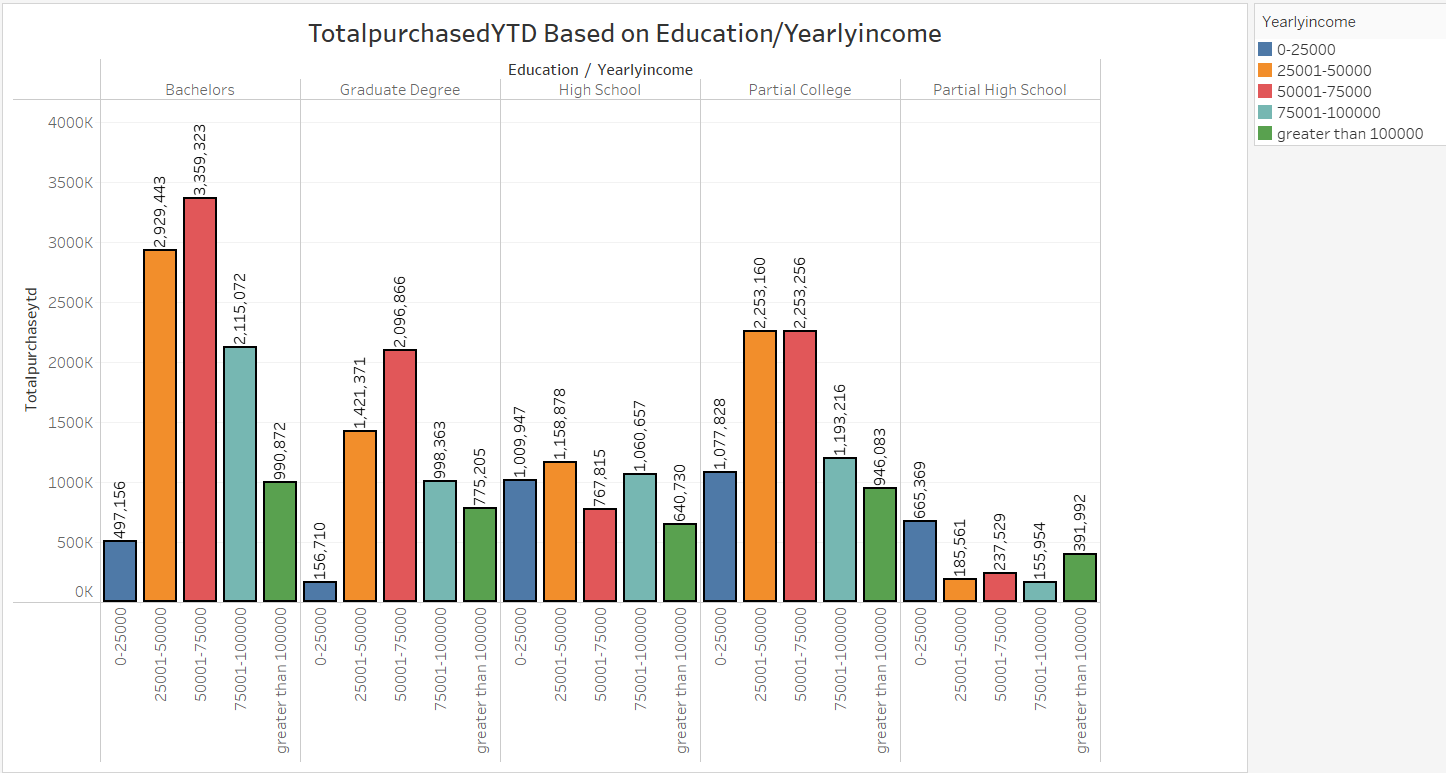 TotalpurchasedYTD Based on Education/Yearlyincome
Education / Yearlyincome
Bachelors
Graduate Degree
High School
Partial College
Partial High School
Totalpurchaseytd
4000K
3500K
3000K
2500K
2000K
1500K
1000K
500K
0K
497,156
2,929,443
3,359,323
2,115,072
990,872
156,710
1,421,371
2,096,866
998,363
775,205
1,009,947
1,158,878
767,815
1,060,657
640,730
1,077,828
2,253,160
2,253,256
1,193,216
946,083
665,369
185,561
237,529
155,954
391,992
0-25000
25001-50000
50001-75000
75001-100000
greater than 100000
0-25000
25001-50000
50001-75000
75001-100000
greater than 100000
0-25000
25001-50000
50001-75000
75001-100000
greater than 100000
0-25000
25001-50000
50001-75000
75001-100000
greater than 100000
0-25000
25001-50000
50001-75000
75001-100000
greater than 100000
Yearlyincome
0-25000
25001-50000
50001-75000
75001-100000
greater than 100000